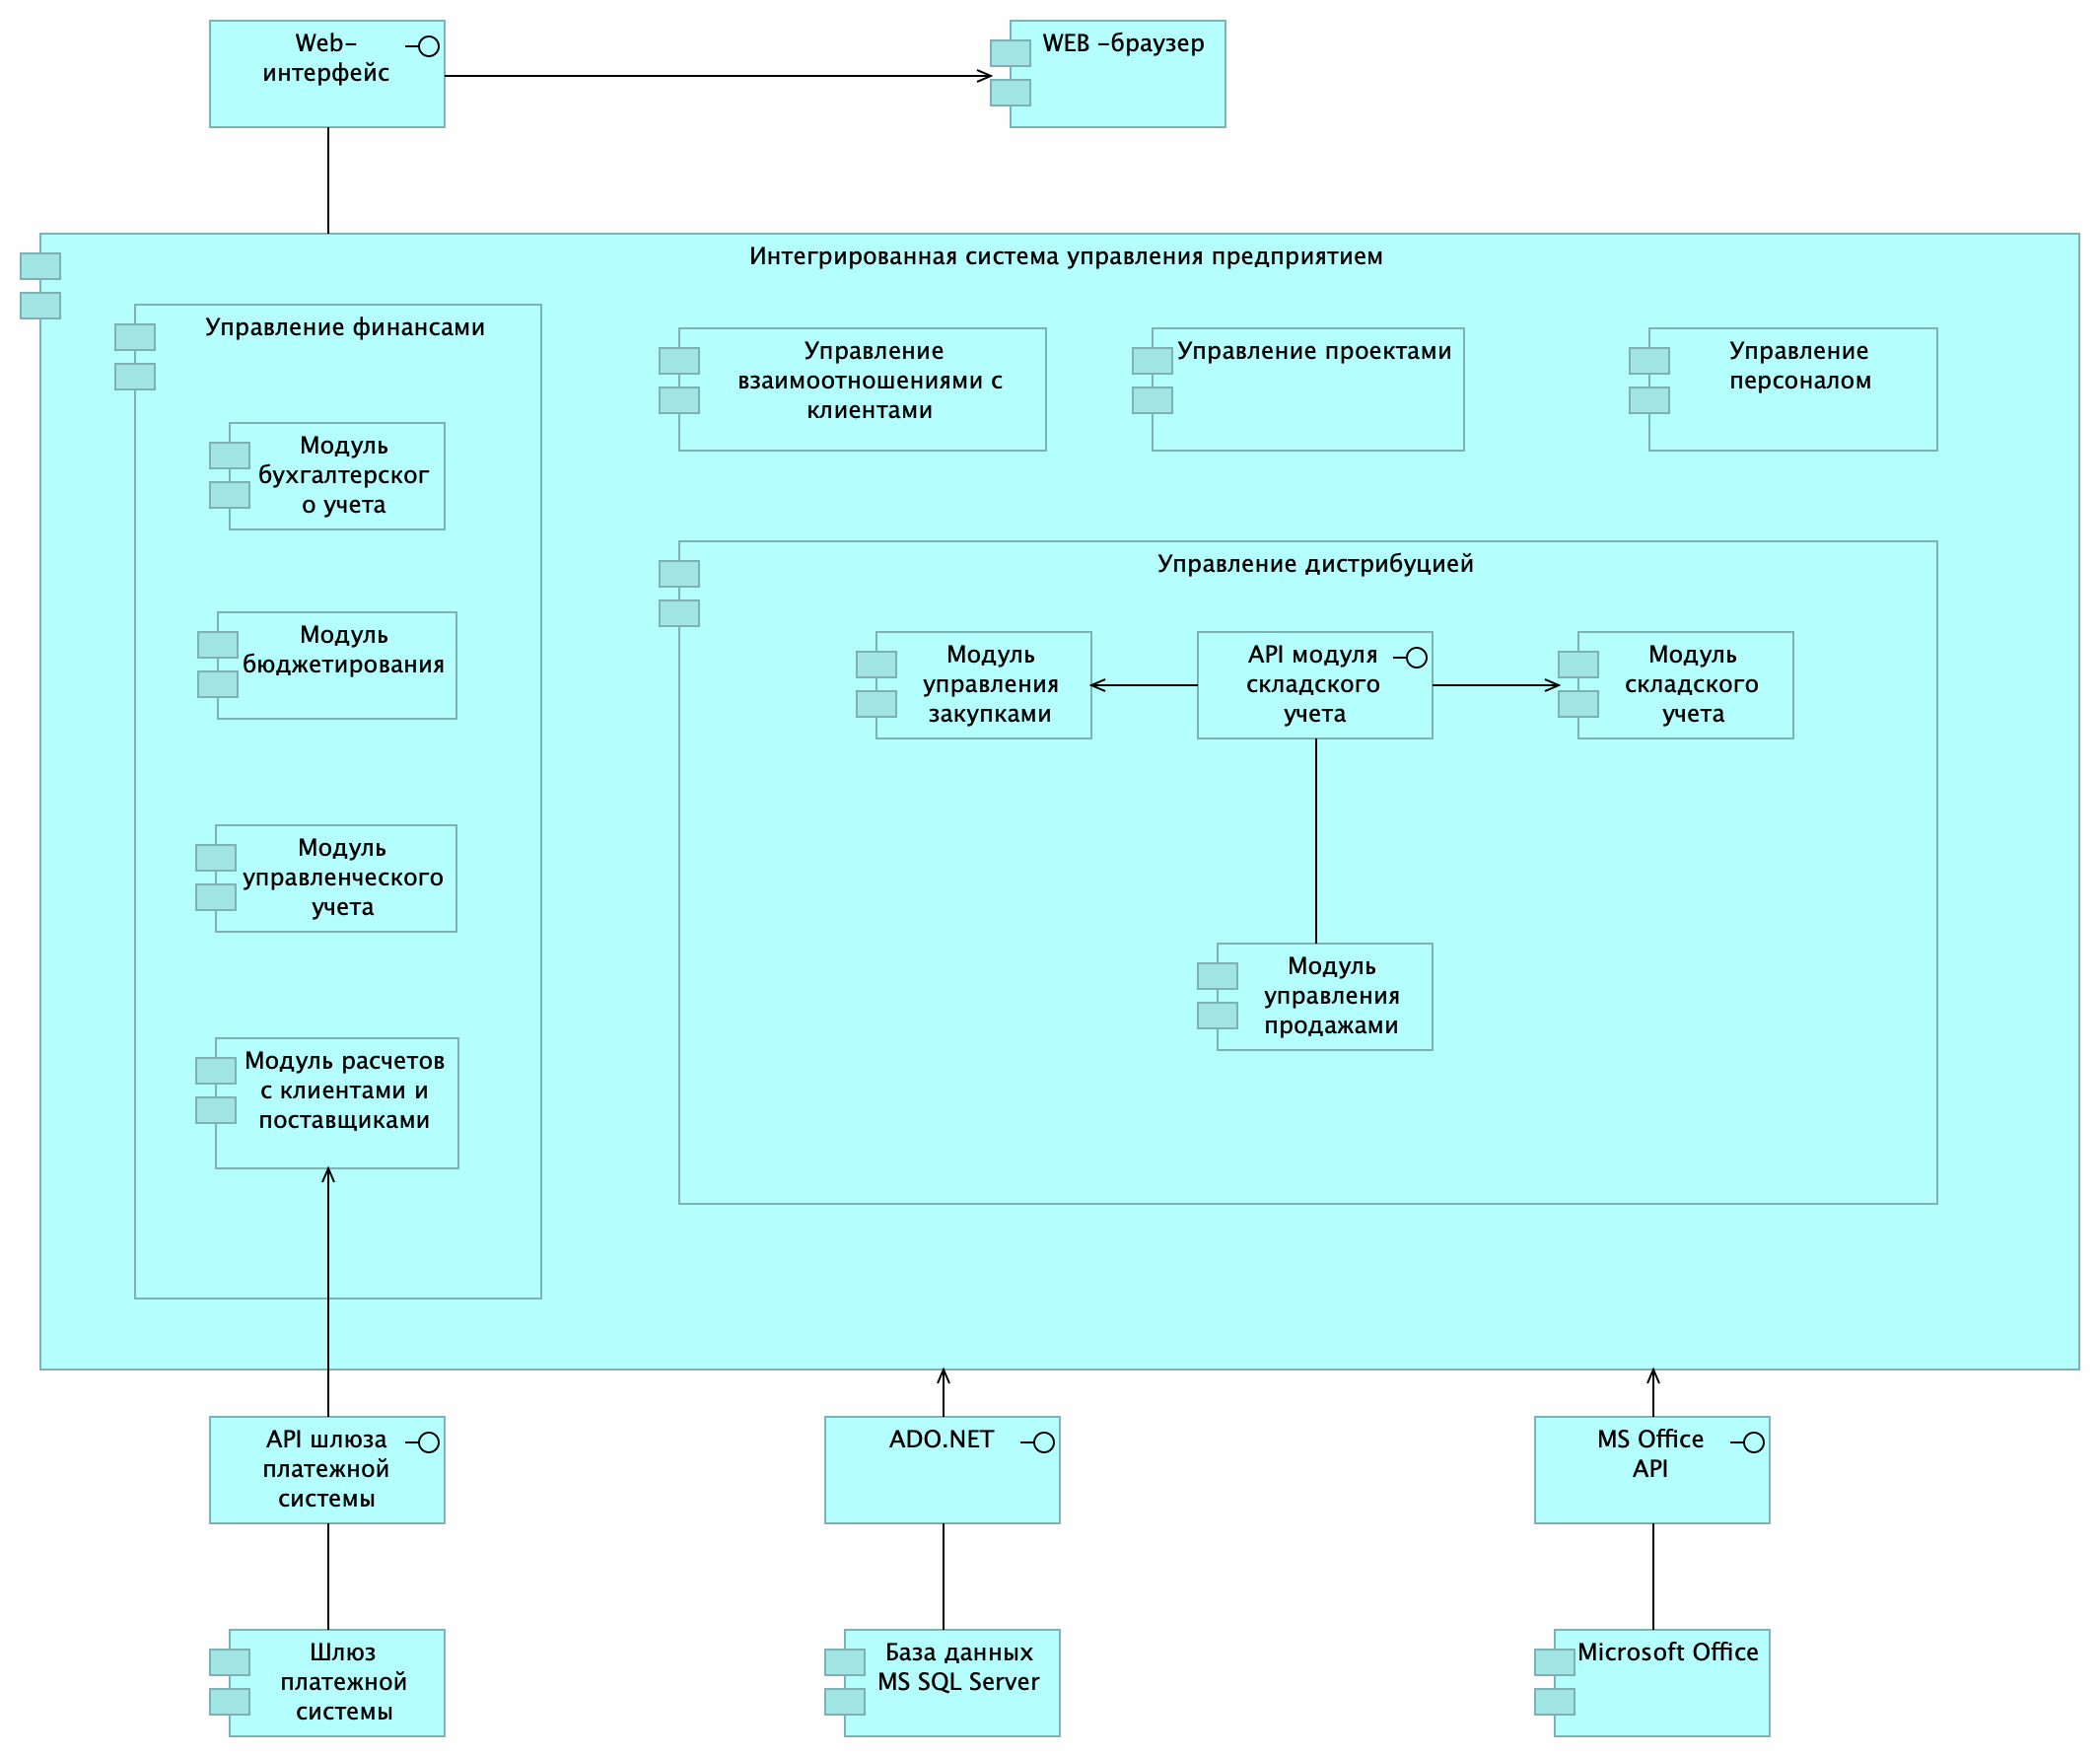 Web-
интерфейс
WEB -браузер
Интегрированная система управления предприятием
Управление финансами
Модуль
бухгалтерског
о учета
Модуль
бюджетирования
Модуль
управленческого
учета
Модуль расчетов
с клиентами и
поставщиками
Управление
взаимоотношениями с
клиентами
Управление проектами
Управление
персоналом
Управление дистрибуцией
Модуль
управления
закупками
API модуля
складского
учета
Модуль
складского
учета
Модуль
управления
продажами
API шлюза
платежной
системы
ADO.NET
MS Office
API
Шлюз
платежной
системы
База данных
MS SQL Server
Microsoft Office